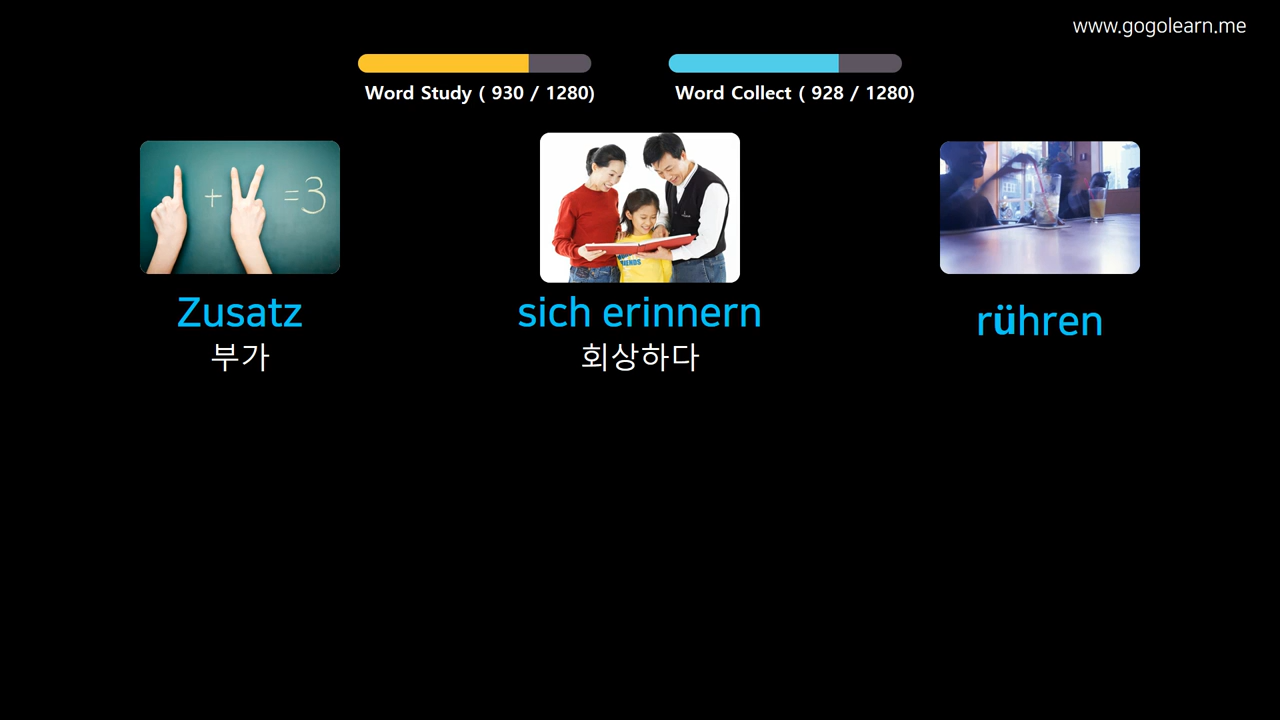 www.gogolearn.me
Word Study ( 930 / 1280)
Word Collect ( 928 / 1280)
+ =3
FRIENDS
Zusatz
sich erinnern
rühren
부가
회상하다